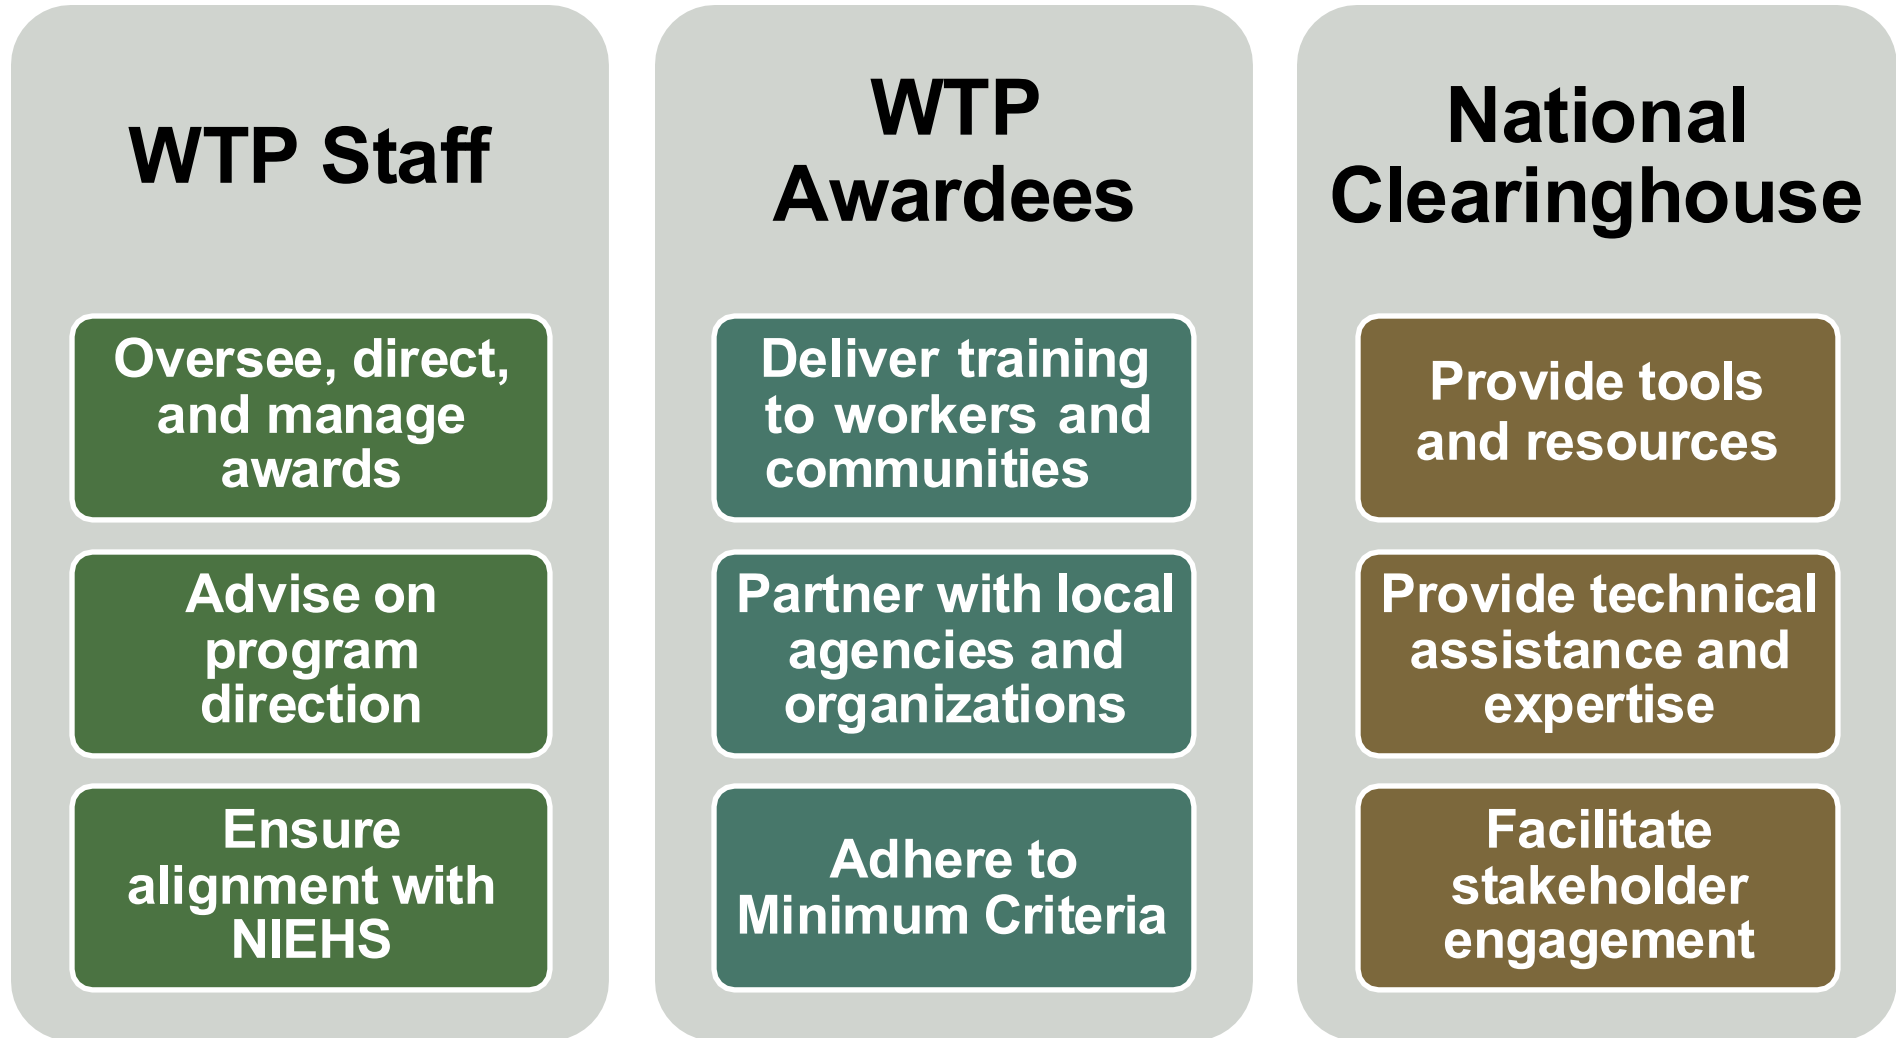 WTP Staff
Oversee, direct,
and manage
awards
Advise on
program
direction
Ensure
alignment with
NIEHS
WTP
Awardees
Deliver training
to workers and
communities
Partner with local
agencies and
organizations
Adhere to
Minimum Criteria
National
Clearinghouse
Provide tools
and resources
Provide technical
assistance and
expertise
Facilitate
stakeholder
engagement